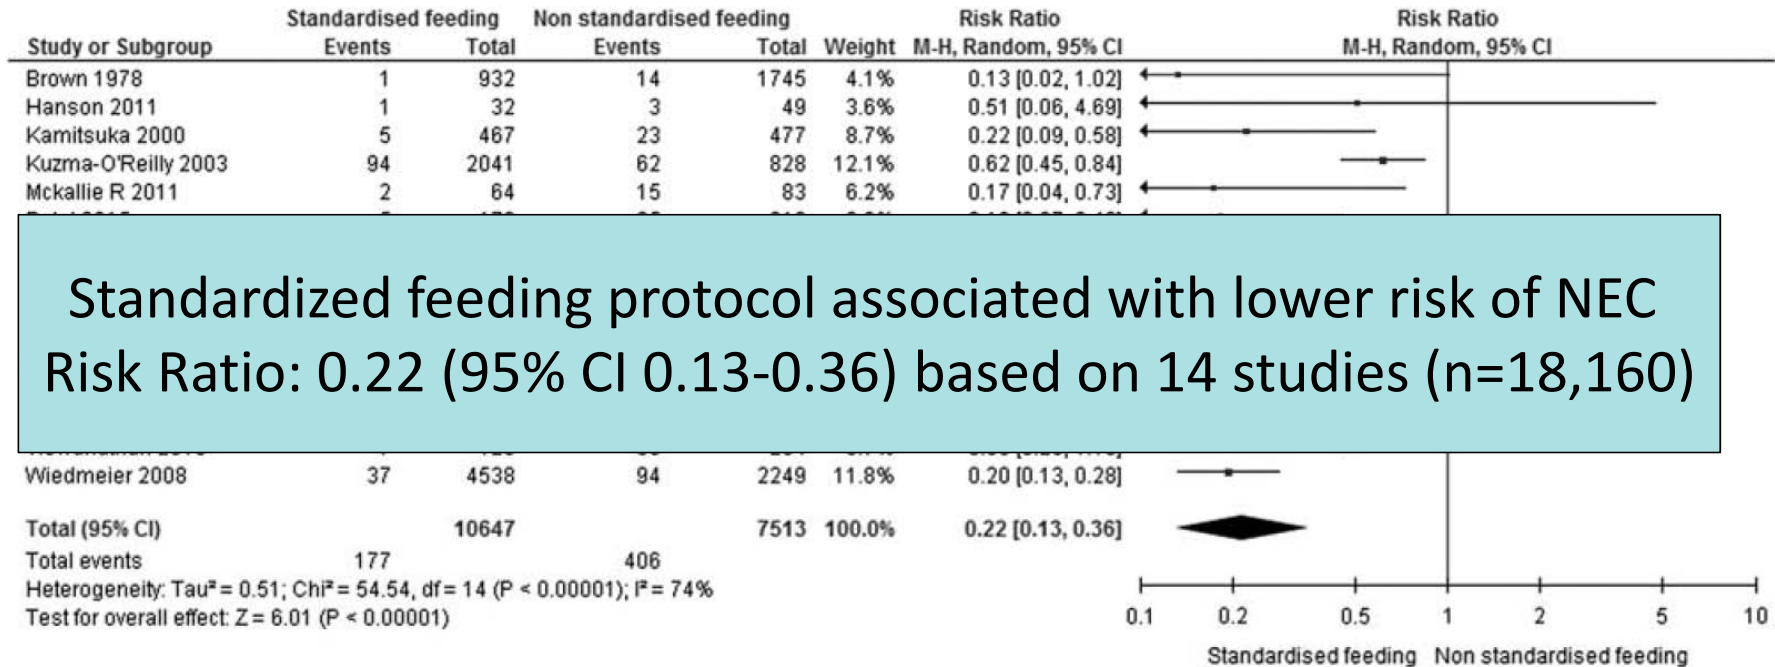 Standardised feeding Non standardised feeding Risk Ratio Risk Ratio
Study or Subgroup Events Total Events Total Weight M-H, Random, 95% CI M-H, Random, 95% CI
Brown 1978 1 932 14 1745 4.1% 0.13 [0.02, 1.02]
Hanson 2011 1 32 3 49 3.6% 0.51 [0.06, 4.69]
Kamitsuka 2000 5 467 23 477 8.7% 0.22 [0.09, 0.58]
Kuzma-O'Reilly 2003 94 2041 62 828 12.1% 0.62 [0.45, 0.84]
Mckallie R 2011 2 64 15 83 6.2% 0.17 [0.04, 0.73]
Standardized feeding protocol associated with lower risk of NEC
Risk Ratio: 0.22 (95% CI 0.13-0.36) based on 14 studies (n=18,160)
Wiedmeier 2008 37 4538 94 2249 11.8% 0.20 [0.13, 0.28]
Total (95% CI) 10647 7513 100.0% 0.22 [0.13, 0.36]
Total events 177 406
Heterogeneity: Tau² = 0.51; Chi² = 54.54, df = 14 (P < 0.00001); I² = 74%
Test for overall effect: Z = 6.01 (P < 0.00001)
0.1 0.2 0.5 1 2 5 10
Standardised feeding Non standardised feeding